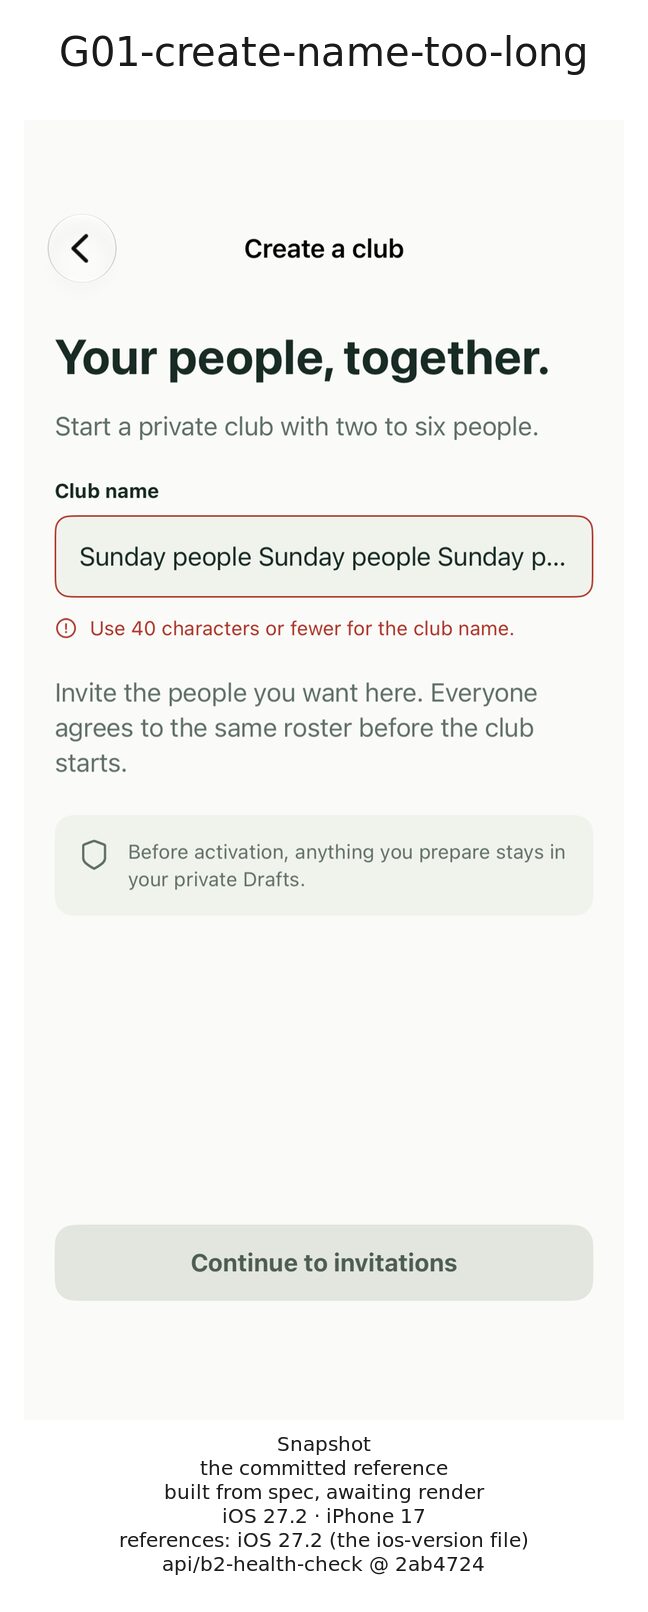 G01-create-name-too-long
Create a club
Your people, together.
Start a private club with two to six people.
Club name
Sunday people Sunday people Sunday p...
Use 40 characters or fewer for the club name.
Invite the people you want here. Everyone
agrees to the same roster before the club
starts.
Before activation, anything you prepare stays in
your private Drafts.
Continue to invitations
Snapshot
the committed reference
built from spec, awaiting render
iOS 27.2 · iPhone 17
references: iOS 27.2 (the ios-version file)
api/b2-health-check @ 2ab4724